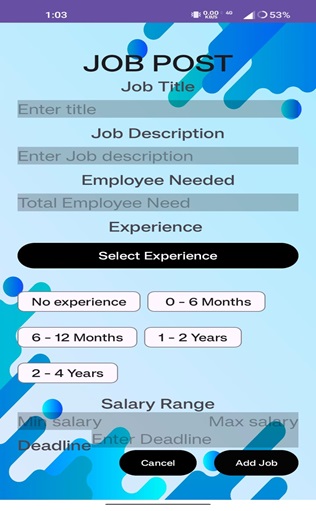 1:03 0.00 KB/S 4G 53%
JOB POST
Job Title
Enter title
Job Description
Enter Job description
Employee Needed
Total Employee Need
Experience
Select Experience
No experience 0 - 6 Months
6 - 12 Months 1 - 2 Years
2 - 4 Years
Salary Range
Min salary Max salary
Deadline Enter Deadline
Cancel Add Job